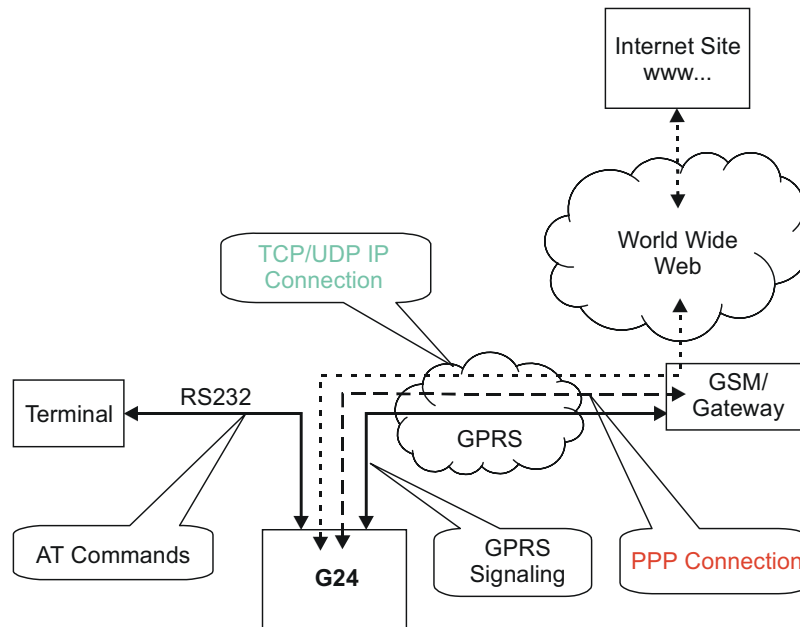 Internet Site
www...
World Wide
Web
TCP/UDP IP
Connection
RS232
Terminal
GSM/
Gateway
GPRS
AT Commands
G24
GPRS
Signaling
PPP Connection